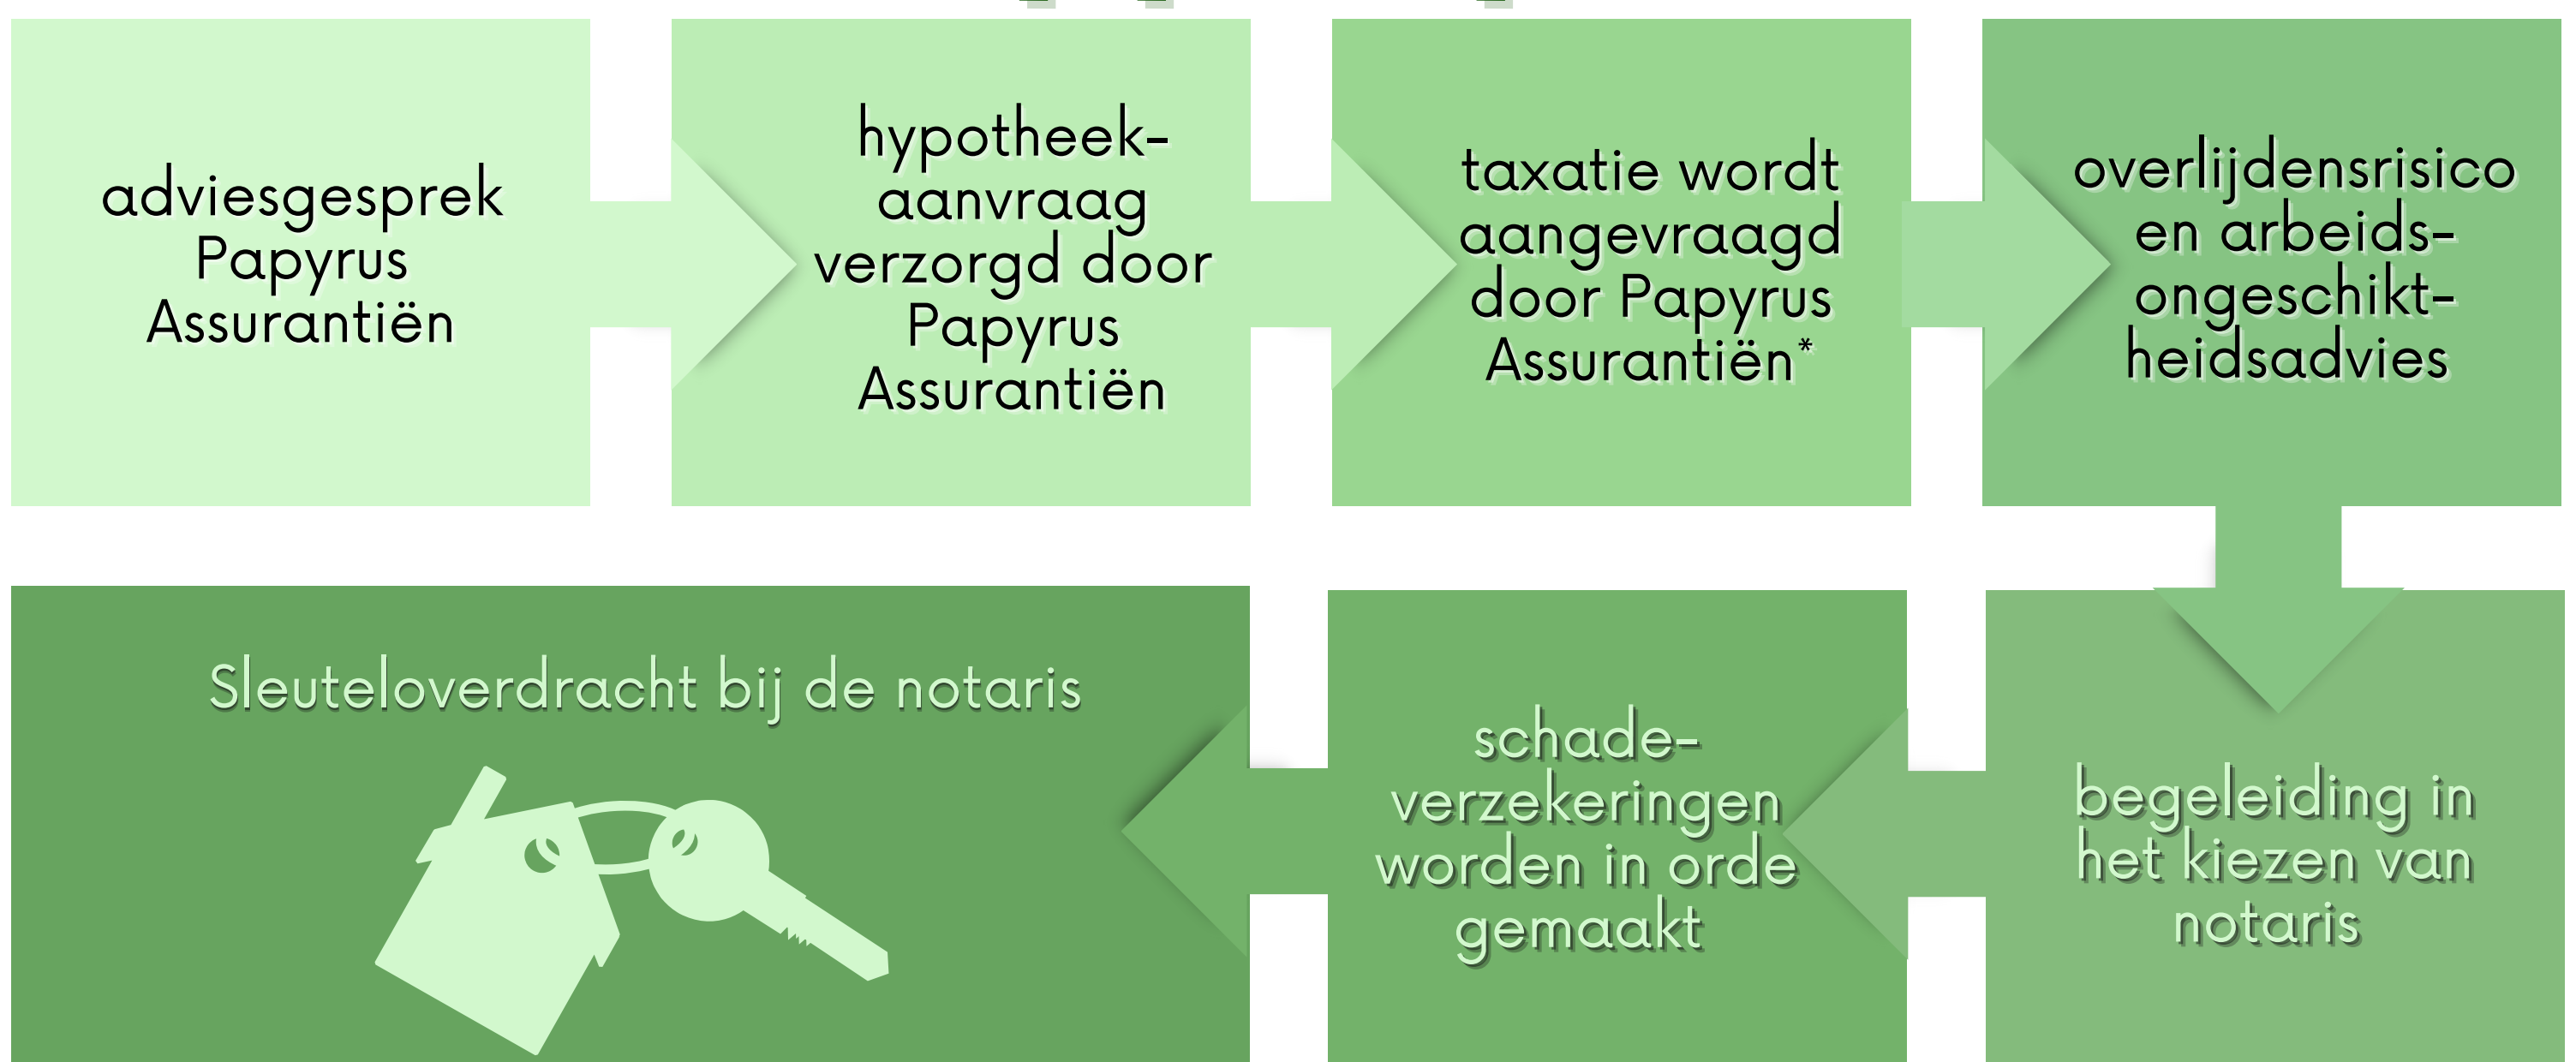 adviesgesprek
Papyrus
Assurantiën
hypotheek-
aanvraag
verzorgd door
Papyrus
Assurantiën
taxatie wordt
aangevraagd
door Papyrus
Assurantiën*
overlijdensrisico
en arbeids-
ongeschikt-
heidsadvies
begeleiding in
het kiezen van
notaris
schade-
verzekeringen
worden in orde
gemaakt
Sleuteloverdracht bij de notaris